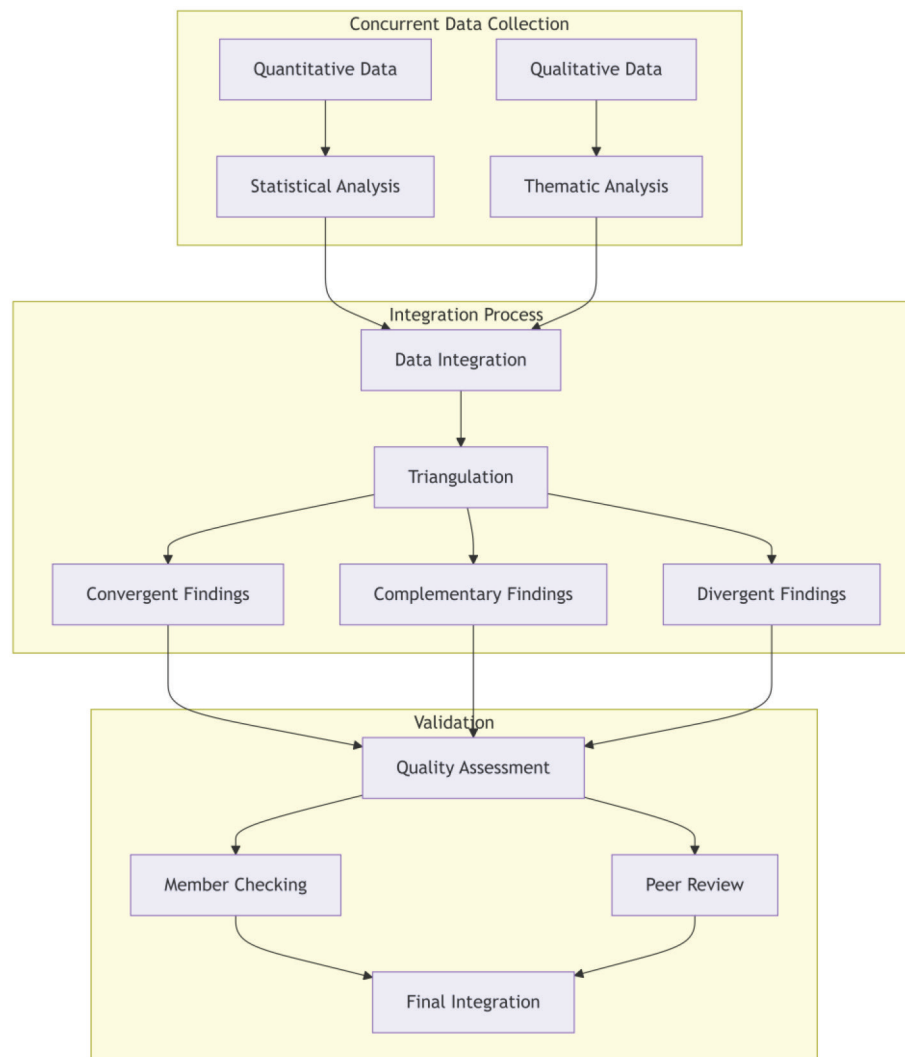 Concurrent Data Collection
Quantitative Data
Qualitative Data
Statistical Analysis
Thematic Analysis
Integration Process
Data Integration
Triangulation
Convergent Findings
Complementary Findings
Divergent Findings
Validation
Quality Assessment
Member Checking
Peer Review
Final Integration